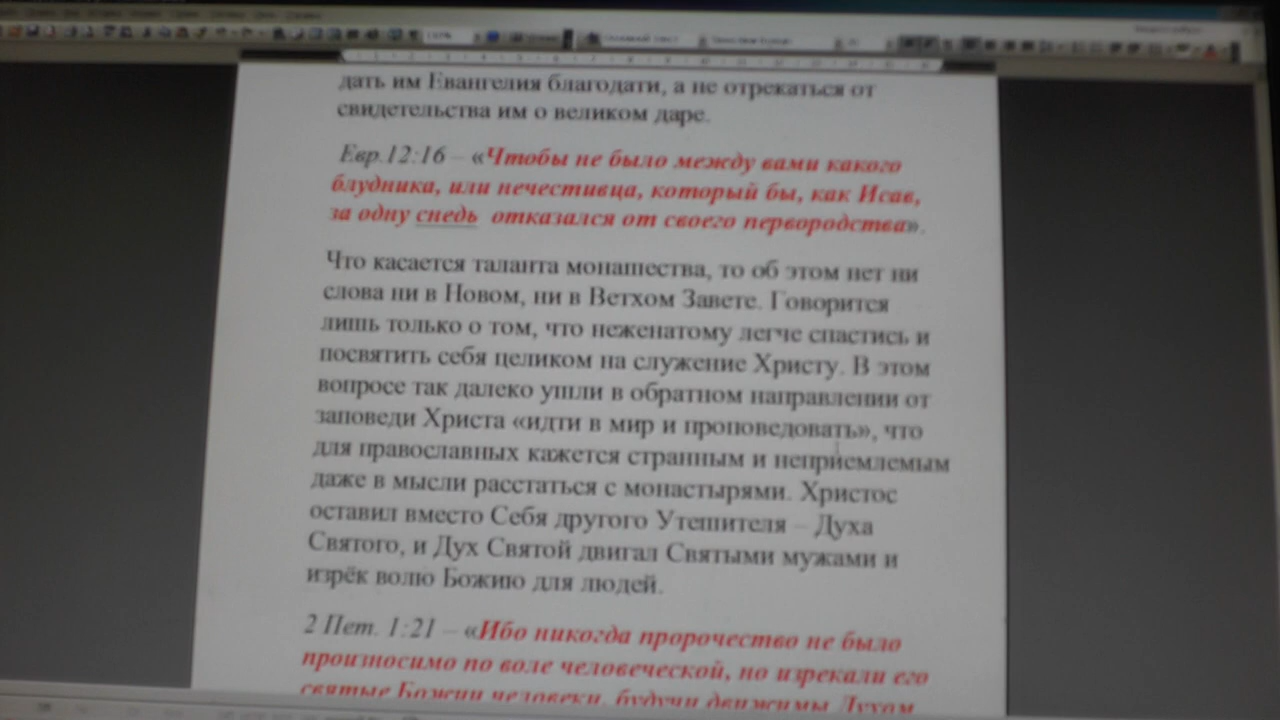 дать им Евангелия благодати, а не отрекаться от
свидетельства им о великом даре.
Евр.12:16 – «Чтобы не было между вами какого
блудника, или нечестивца, который бы, как Исав,
за одну снедь отказался от своего первородства».
Что касается таланта монашества, то об этом нет ни
слова ни в Новом, ни в Ветхом Завете. Говорится
лишь только о том, что неженатому легче спастись и
посвятить себя целиком на служение Христу. В этом
вопросе так далеко ушли в обратном направлении от
заповеди Христа «идти в мир и проповедовать», что
для православных кажется странным и неприемлемым
даже в мысли расстаться с монастырями. Христос
оставил вместо Себя другого Утешителя – Духа
Святого, и Дух Святой двигал Святыми мужами и
изрёк волю Божию для людей.
2 Пет. 1:21 – «Ибо никогда пророчество не было
произносимо по воле человеческой, но изрекали его
святые Божии человеки, будучи движимы Духом